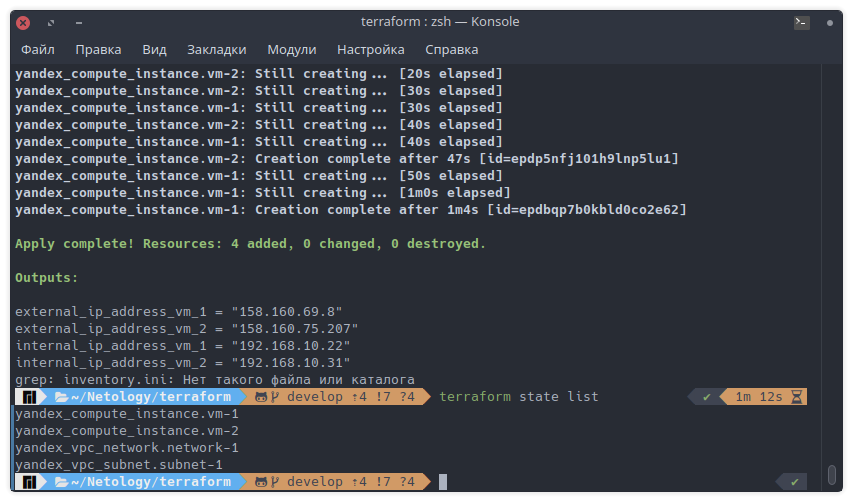 terraform : zsh — Konsole
Файл Правка Вид Закладки Модули Настройка Справка
yandex_compute_instance.vm-2: Still creating... [20s elapsed]
yandex_compute_instance.vm-2: Still creating... [30s elapsed]
yandex_compute_instance.vm-1: Still creating... [30s elapsed]
yandex_compute_instance.vm-2: Still creating... [40s elapsed]
yandex_compute_instance.vm-1: Still creating... [40s elapsed]
yandex_compute_instance.vm-2: Creation complete after 47s [id=epdp5nfj101h9lnp5lu1]
yandex_compute_instance.vm-1: Still creating... [50s elapsed]
yandex_compute_instance.vm-1: Still creating... [1m0s elapsed]
yandex_compute_instance.vm-1: Creation complete after 1m4s [id=epdbqp7b0kbld0co2e62]
Apply complete! Resources: 4 added, 0 changed, 0 destroyed.
Outputs:
external_ip_address_vm_1 = "158.160.69.8"
external_ip_address_vm_2 = "158.160.75.207"
internal_ip_address_vm_1 = "192.168.10.22"
internal_ip_address_vm_2 = "192.168.10.31"
grep: inventory.ini: Нет такого файла или каталога
~/Netology/terraform develop ⇡4 !7 ?4 terraform state list ✔ 1m 12s
yandex_compute_instance.vm-1
yandex_compute_instance.vm-2
yandex_vpc_network.network-1
yandex_vpc_subnet.subnet-1
~/Netology/terraform develop ⇡4 !7 ?4 ✔